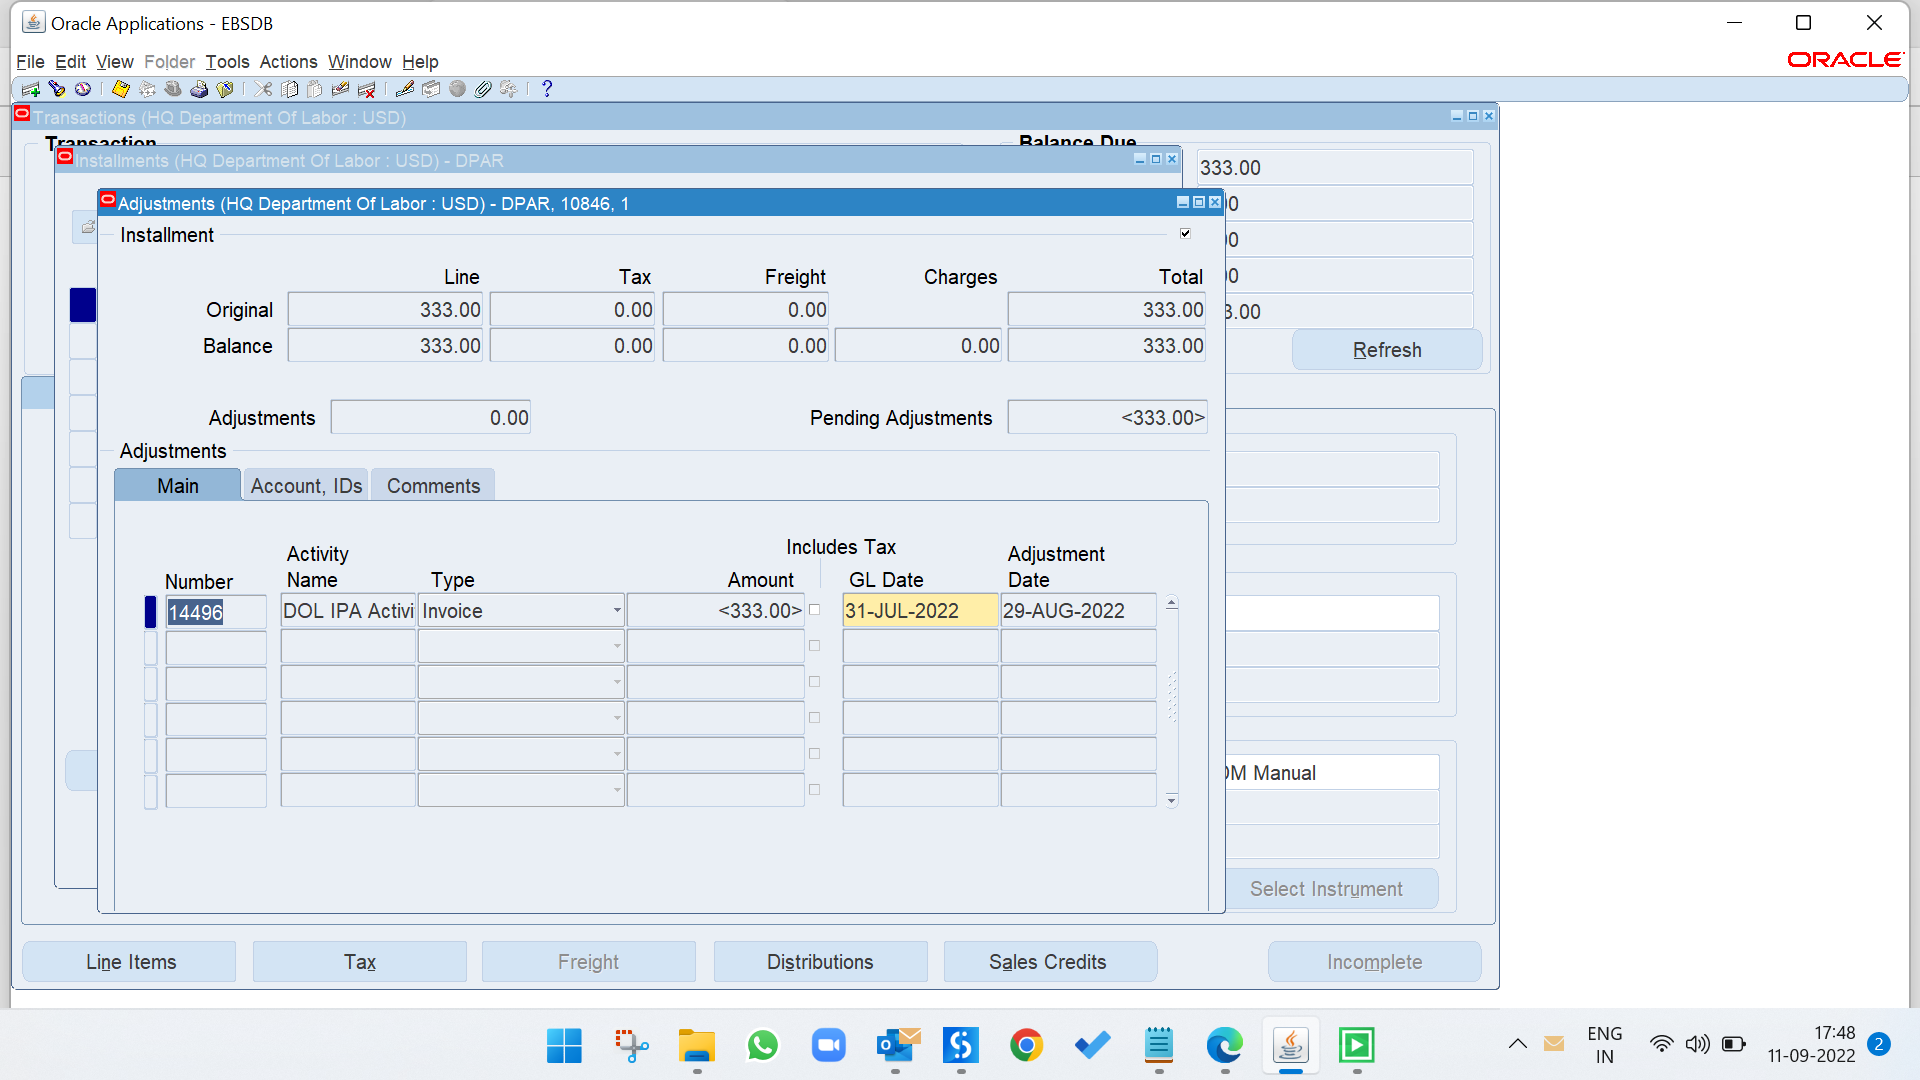 Oracle Applications - EBSDB
File Edit View Folder Tools Actions Window Help
ORACLE
Transactions (HQ Department Of Labor : USD)
Transaction
Balance Due
Installments (HQ Department Of Labor : USD) - DPAR
333.00
Adjustments (HQ Department Of Labor : USD) - DPAR, 10846, 1
Installment
Line Tax Freight Charges Total
Original 333.00 0.00 0.00 333.00
Balance 333.00 0.00 0.00 0.00 333.00
Refresh
Adjustments 0.00 Pending Adjustments <333.00>
Adjustments
Main Account, IDs Comments
Includes Tax
Activity Adjustment
Number Name Type Amount GL Date Date
14496 DOL IPA Activi Invoice <333.00> 31-JUL-2022 29-AUG-2022
Manual
Select Instrument
Line Items Tax Freight Distributions Sales Credits Incomplete
ENG
IN
17:48
11-09-2022
2